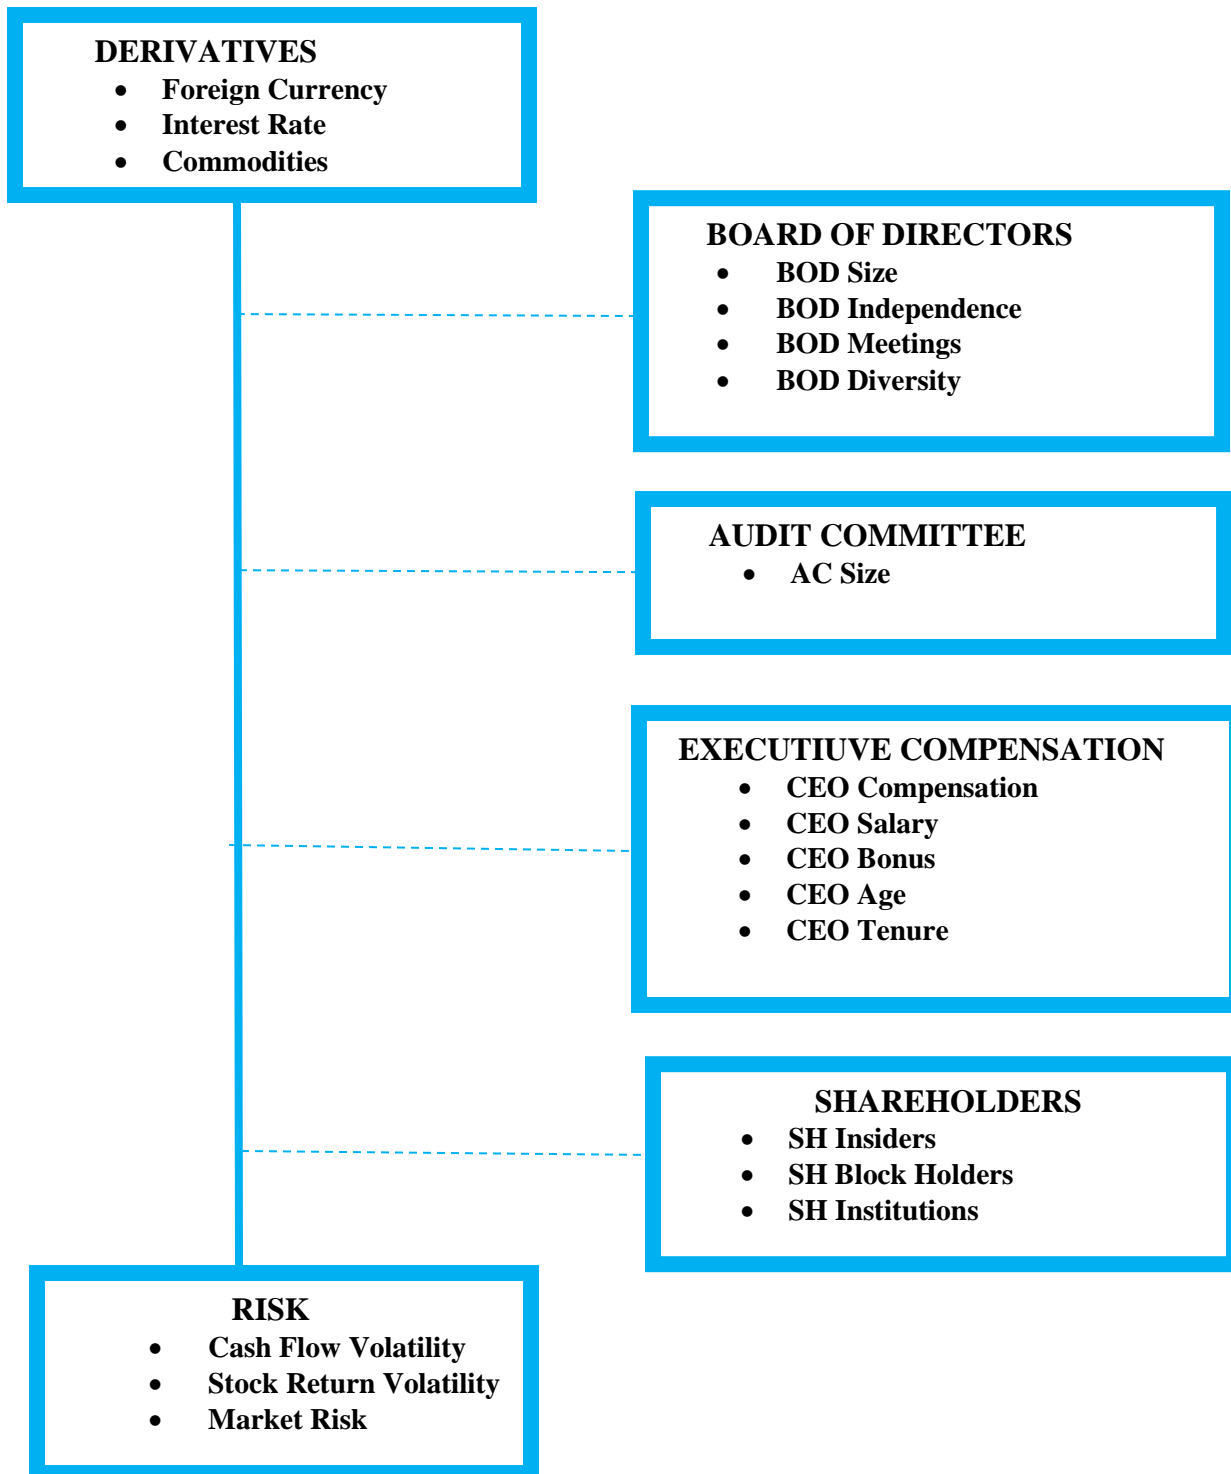 DERIVATIVES
• Foreign Currency
• Interest Rate
• Commodities
BOARD OF DIRECTORS
• BOD Size
• BOD Independence
• BOD Meetings
• BOD Diversity
AUDIT COMMITTEE
• AC Size
EXECUTIUVE COMPENSATION
• CEO Compensation
• CEO Salary
• CEO Bonus
• CEO Age
• CEO Tenure
SHAREHOLDERS
• SH Insiders
• SH Block Holders
• SH Institutions
RISK
• Cash Flow Volatility
• Stock Return Volatility
• Market Risk